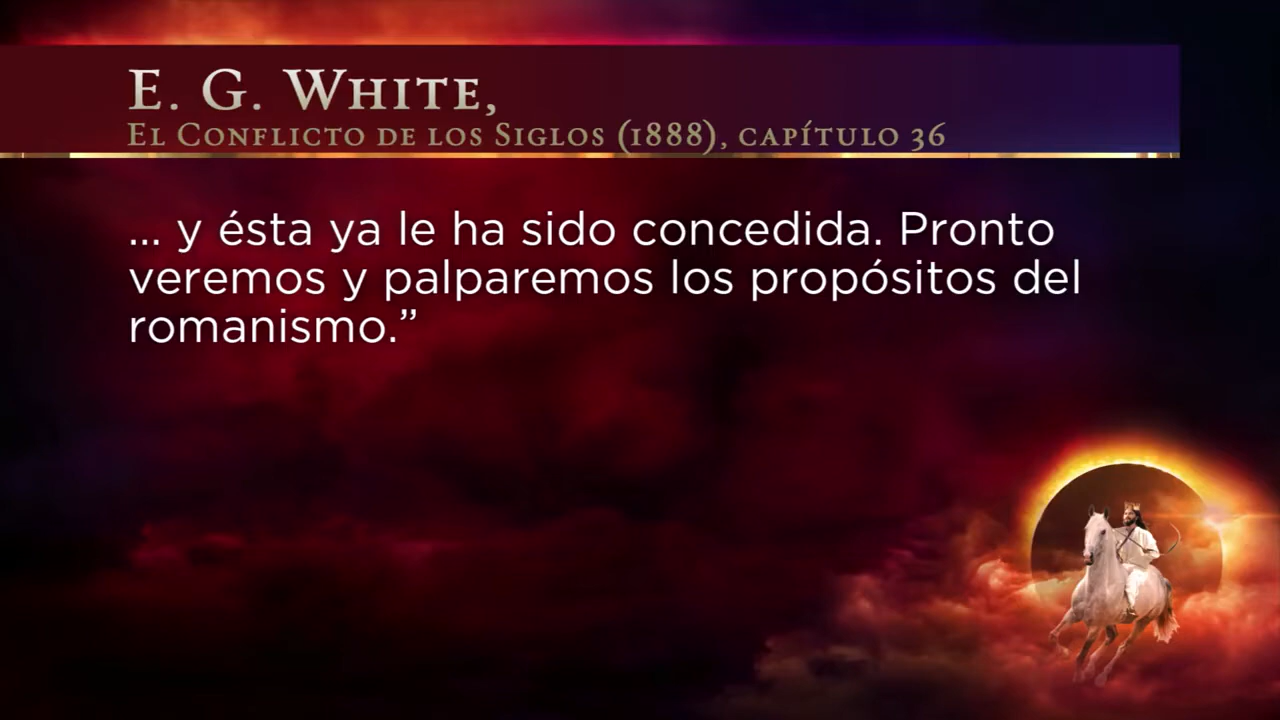 E. G. White,
El Conflicto de los Siglos (1888), capítulo 36
... y ésta ya le ha sido concedida. Pronto
veremos y palparemos los propósitos del
romanismo.”